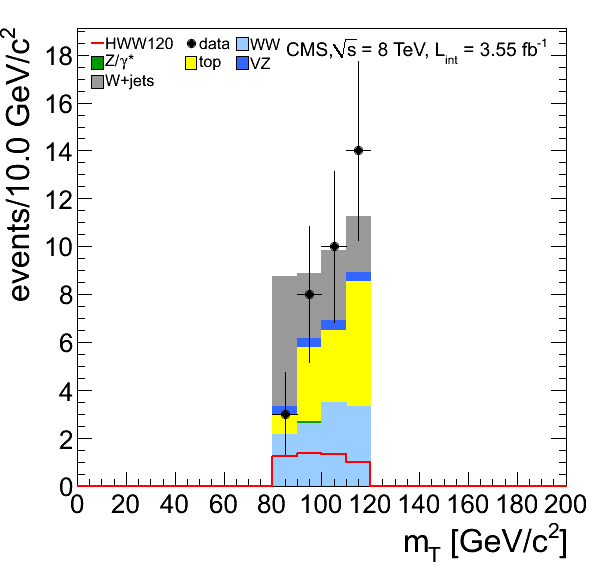 HWW120 data WW CMS,√s = 8 TeV, L_int = 3.55 fb⁻¹
Z/γ* top VZ
W+jets
events/10.0 GeV/c²
18
16
14
12
10
8
6
4
2
0
0 20 40 60 80 100 120 140 160 180 200
m_T [GeV/c²]